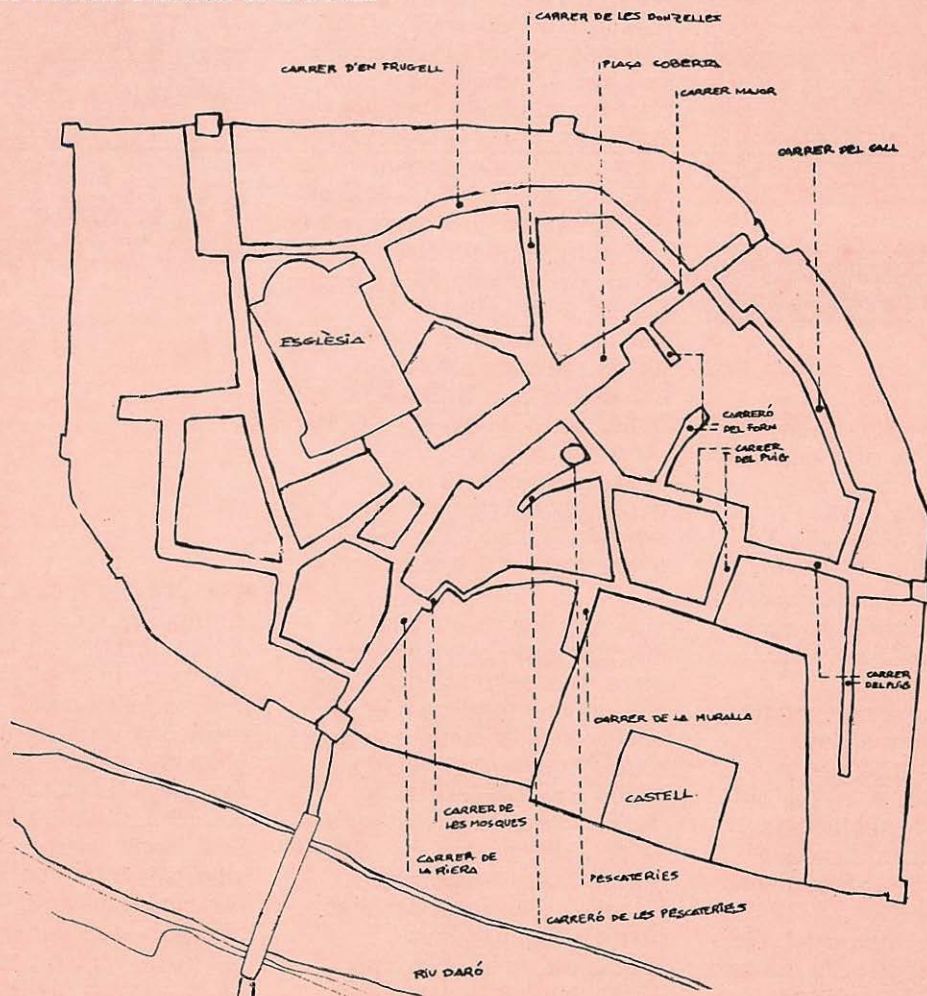 CARRER DE LES DONZELLES
CARRER D'EN FRUGELL
PLAÇA COBERTA
CARRER MAJOR
CARRER DEL CALL
ESGLÈSIA
CARRERÓ
DEL FORN
CARRER
DEL PUIG
CARRER
DEL PUIG
CARRER DE LA MURALLA
CASTELL.
CARRER DE
LES MOSQUES
CARRER DE
LA RIERA
PESCATERIES
CARRERÓ DE LES PESCATERIES
RIU DARÓ